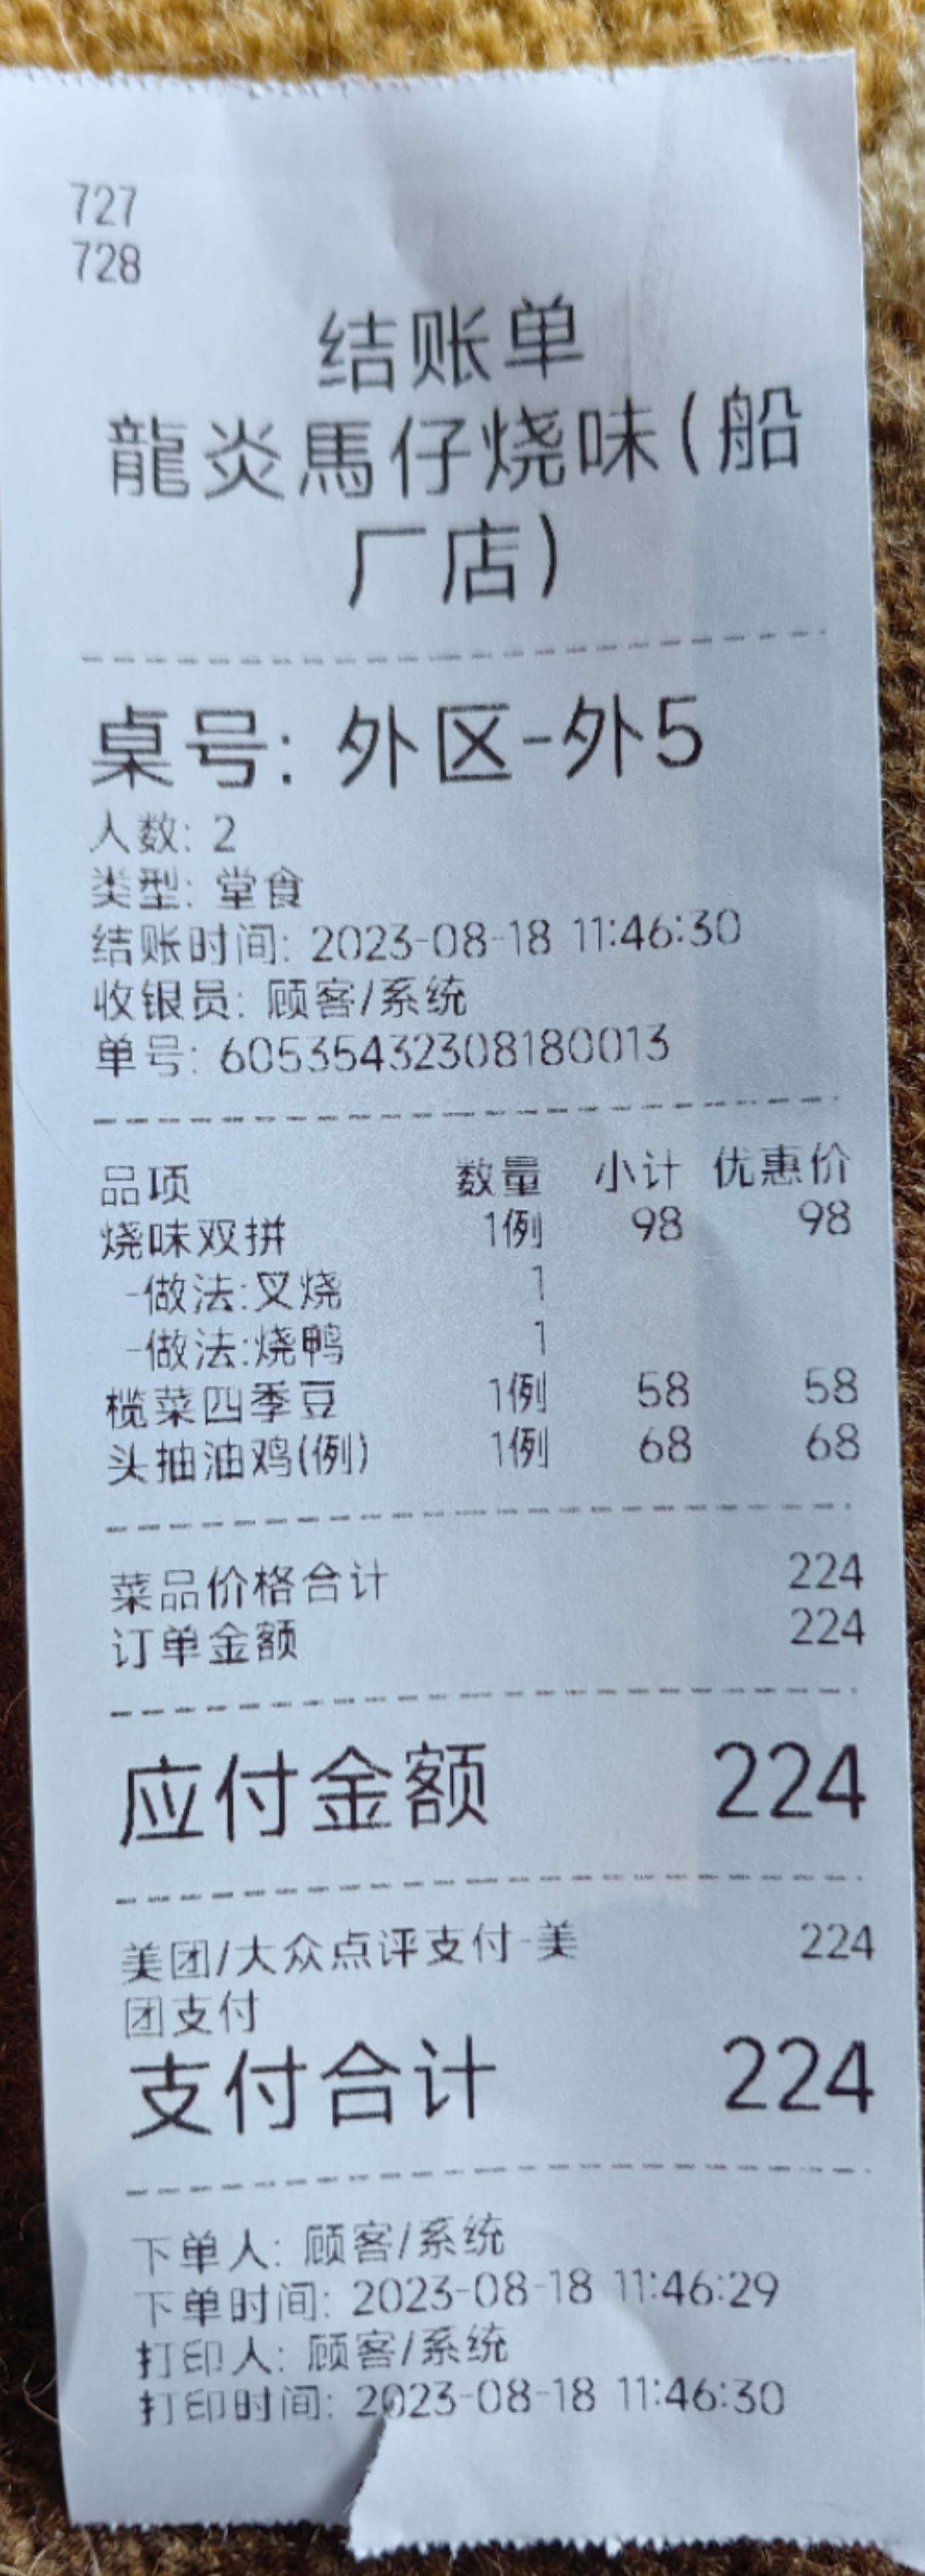 727
728
结账单
龍炎馬仔烧味(船
厂店)
桌号: 外区-外5
人数: 2
类型: 堂食
结账时间: 2023-08-18 11:46:30
收银员: 顾客/系统
单号: 60535432308180013
品项 数量 小计 优惠价
烧味双拼 1例 98 98
-做法:叉烧 1
-做法:烧鸭 1
榄菜四季豆 1例 58 58
头抽油鸡(例) 1例 68 68
菜品价格合计 224
订单金额 224
应付金额 224
美团/大众点评支付-美 224
团支付
支付合计 224
下单人: 顾客/系统
下单时间: 2023-08-18 11:46:29
打印人: 顾客/系统
打印时间: 2023-08-18 11:46:30